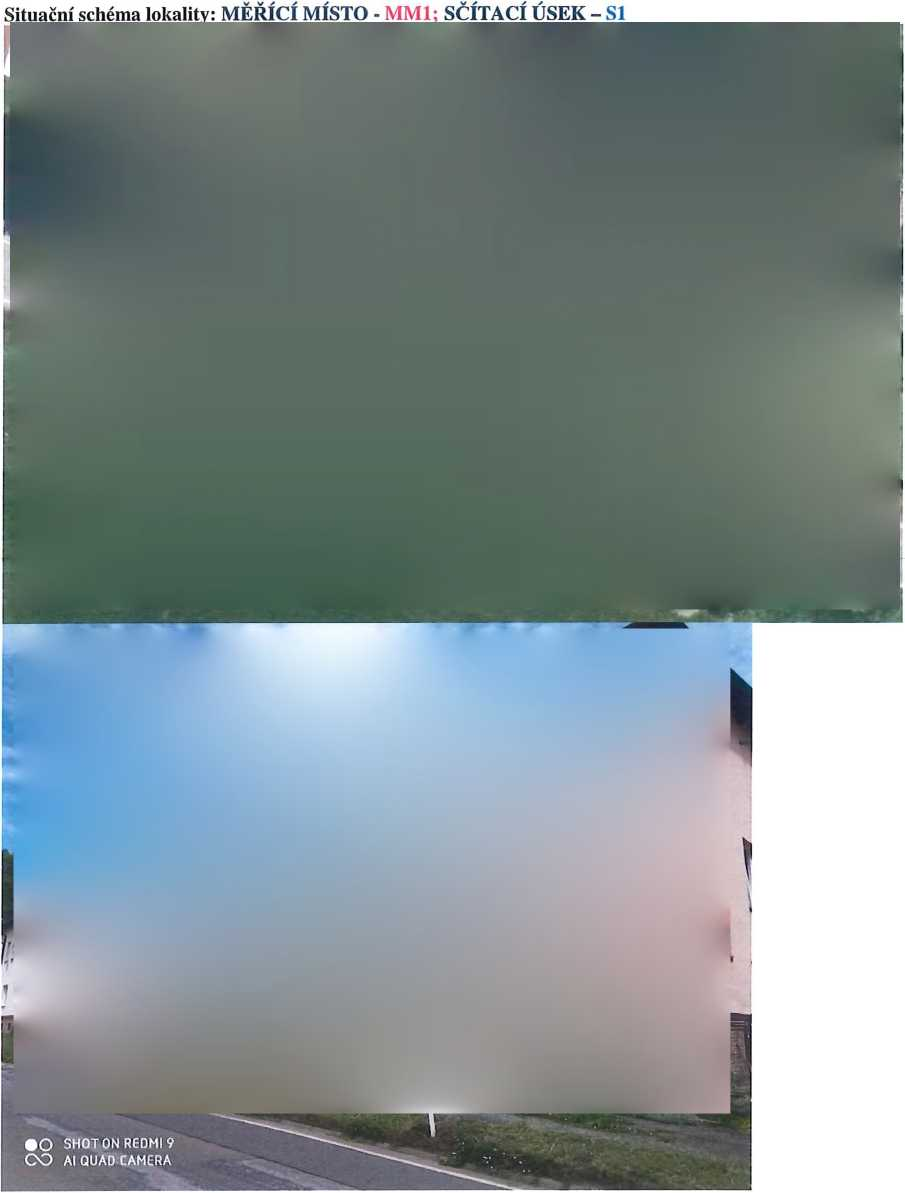 Situační schéma lokality: MĚŘÍCÍ MÍSTO - MM1; SČÍTACÍ ÚSEK – S1
SHOT ON REDMI 9
AI QUAD CAMERA